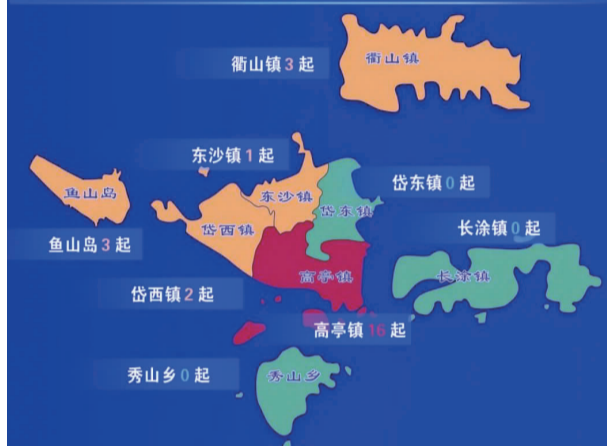 衢山镇3起
衢山镇
东沙镇1起
东沙镇
岱东镇0起
岱东镇
鱼山岛
鱼山岛3起
岱西镇
长涂镇0起
长涂镇
高亭镇
岱西镇2起
高亭镇16起
秀山乡0起
秀山乡